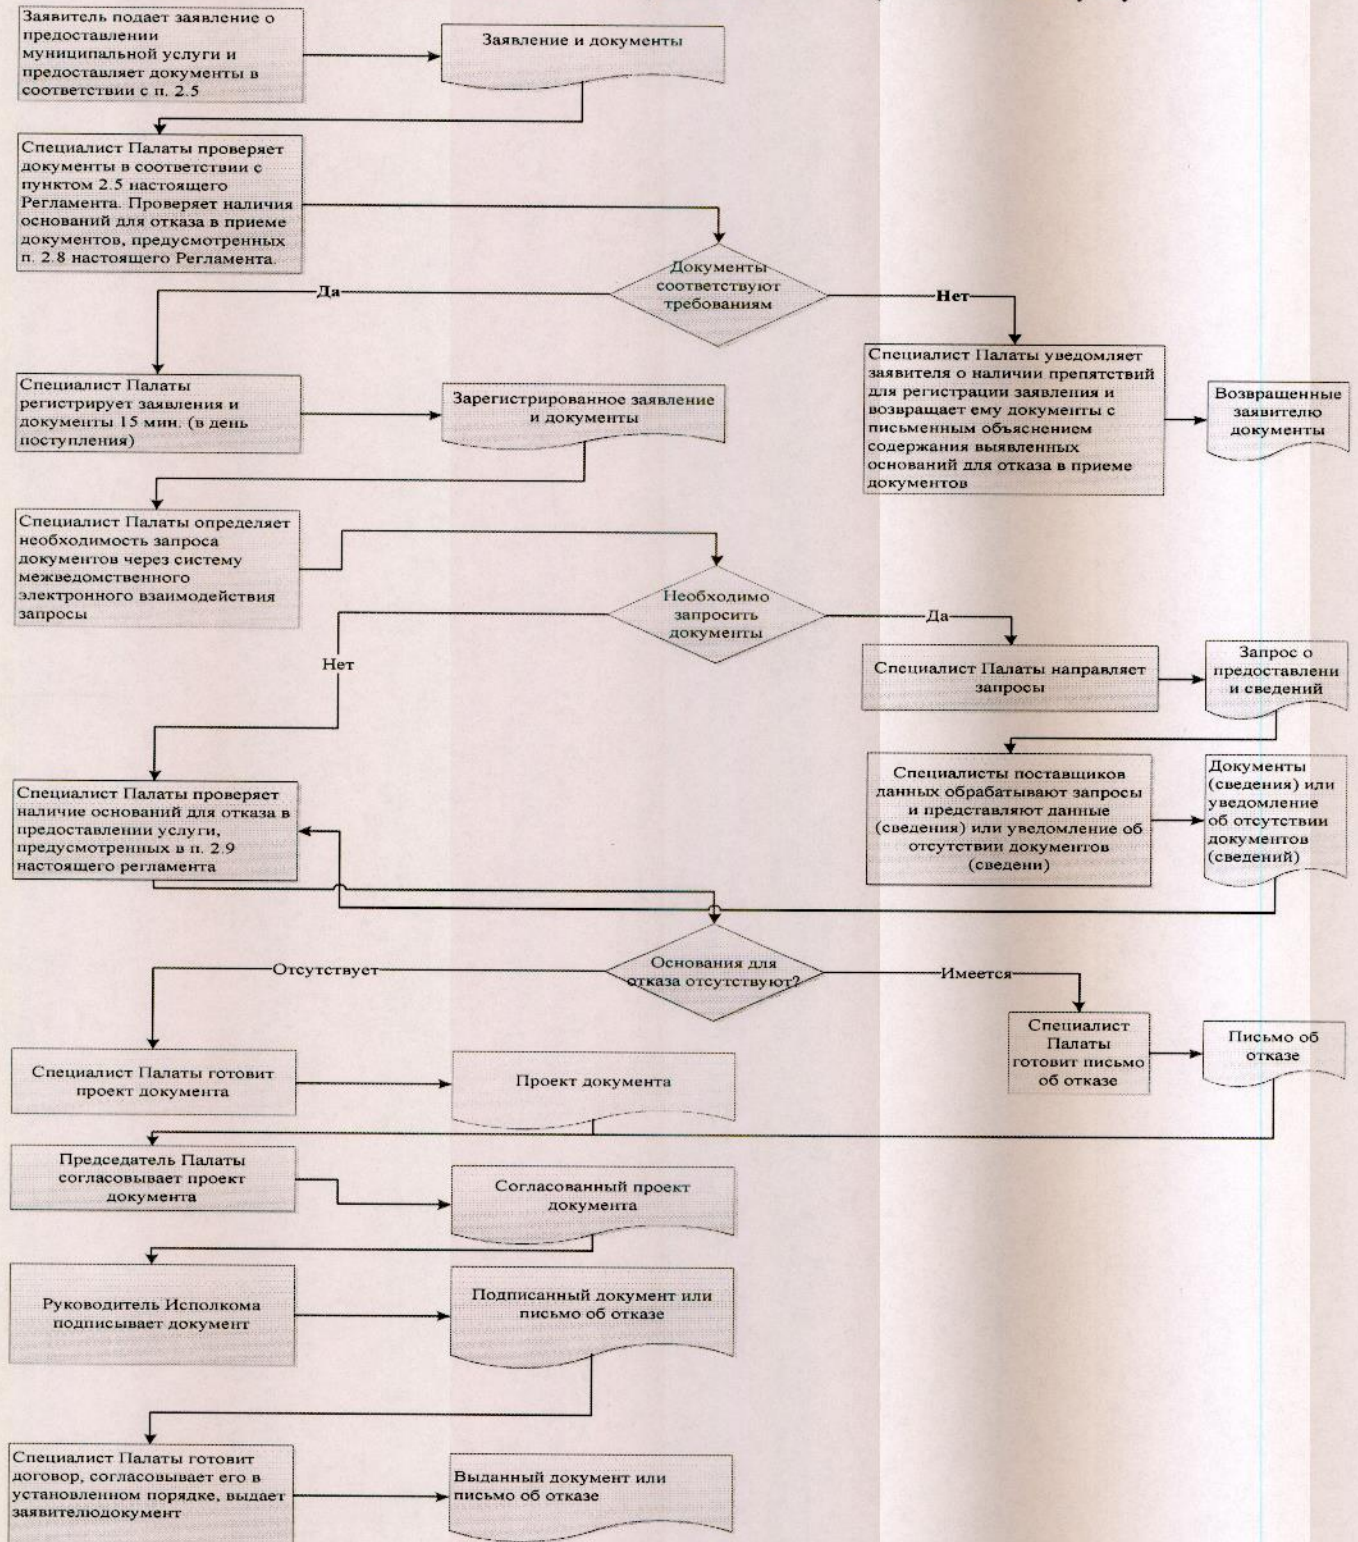 Заявитель подает заявление о
предоставлении
муниципальной услуги и
предоставляет документы в
соответствии с п. 2.5
Заявление и документы
Специалист Палаты проверяет
документы в соответствии с
пунктом 2.5 настоящего
Регламента. Проверяет наличия
оснований для отказа в приеме
документов, предусмотренных
п. 2.8 настоящего Регламента.
Документы
соответствуют
требованиям
Да
Нет
Специалист Палаты
регистрирует заявления и
документы 15 мин. (в день
поступления)
Зарегистрированное заявление
и документы
Специалист Палаты уведомляет
заявителя о наличии препятствий
для регистрации заявления и
возвращает ему документы с
письменным объяснением
содержания выявленных
оснований для отказа в приеме
документов
Возвращенные
заявителю
документы
Специалист Палаты определяет
необходимость запроса
документов через систему
межведомственного
электронного взаимодействия
запросы
Необходимо
запросить
документы
Нет
Да
Специалист Палаты направляет
запросы
Запрос о
предоставлени
и сведений
Специалисты поставщиков
данных обрабатывают запросы
и представляют данные
(сведения) или уведомление об
отсутствии документов
(сведени)
Документы
(сведения) или
уведомление
об отсутствии
документов
(сведений)
Специалист Палаты проверяет
наличие оснований для отказа в
предоставлении услуги,
предусмотренных в п. 2.9
настоящего регламента
Основания для
отказа отсутствуют?
Отсутствует
Имеется
Специалист Палаты готовит
проект документа
Проект документа
Специалист
Палаты
готовит письмо
об отказе
Письмо об
отказе
Председатель Палаты
согласовывает проект
документа
Согласованный проект
документа
Руководитель Исполкома
подписывает документ
Подписанный документ или
письмо об отказе
Специалист Палаты готовит
договор, согласовывает его в
установленном порядке, выдает
заявителюдокумент
Выданный документ или
письмо об отказе